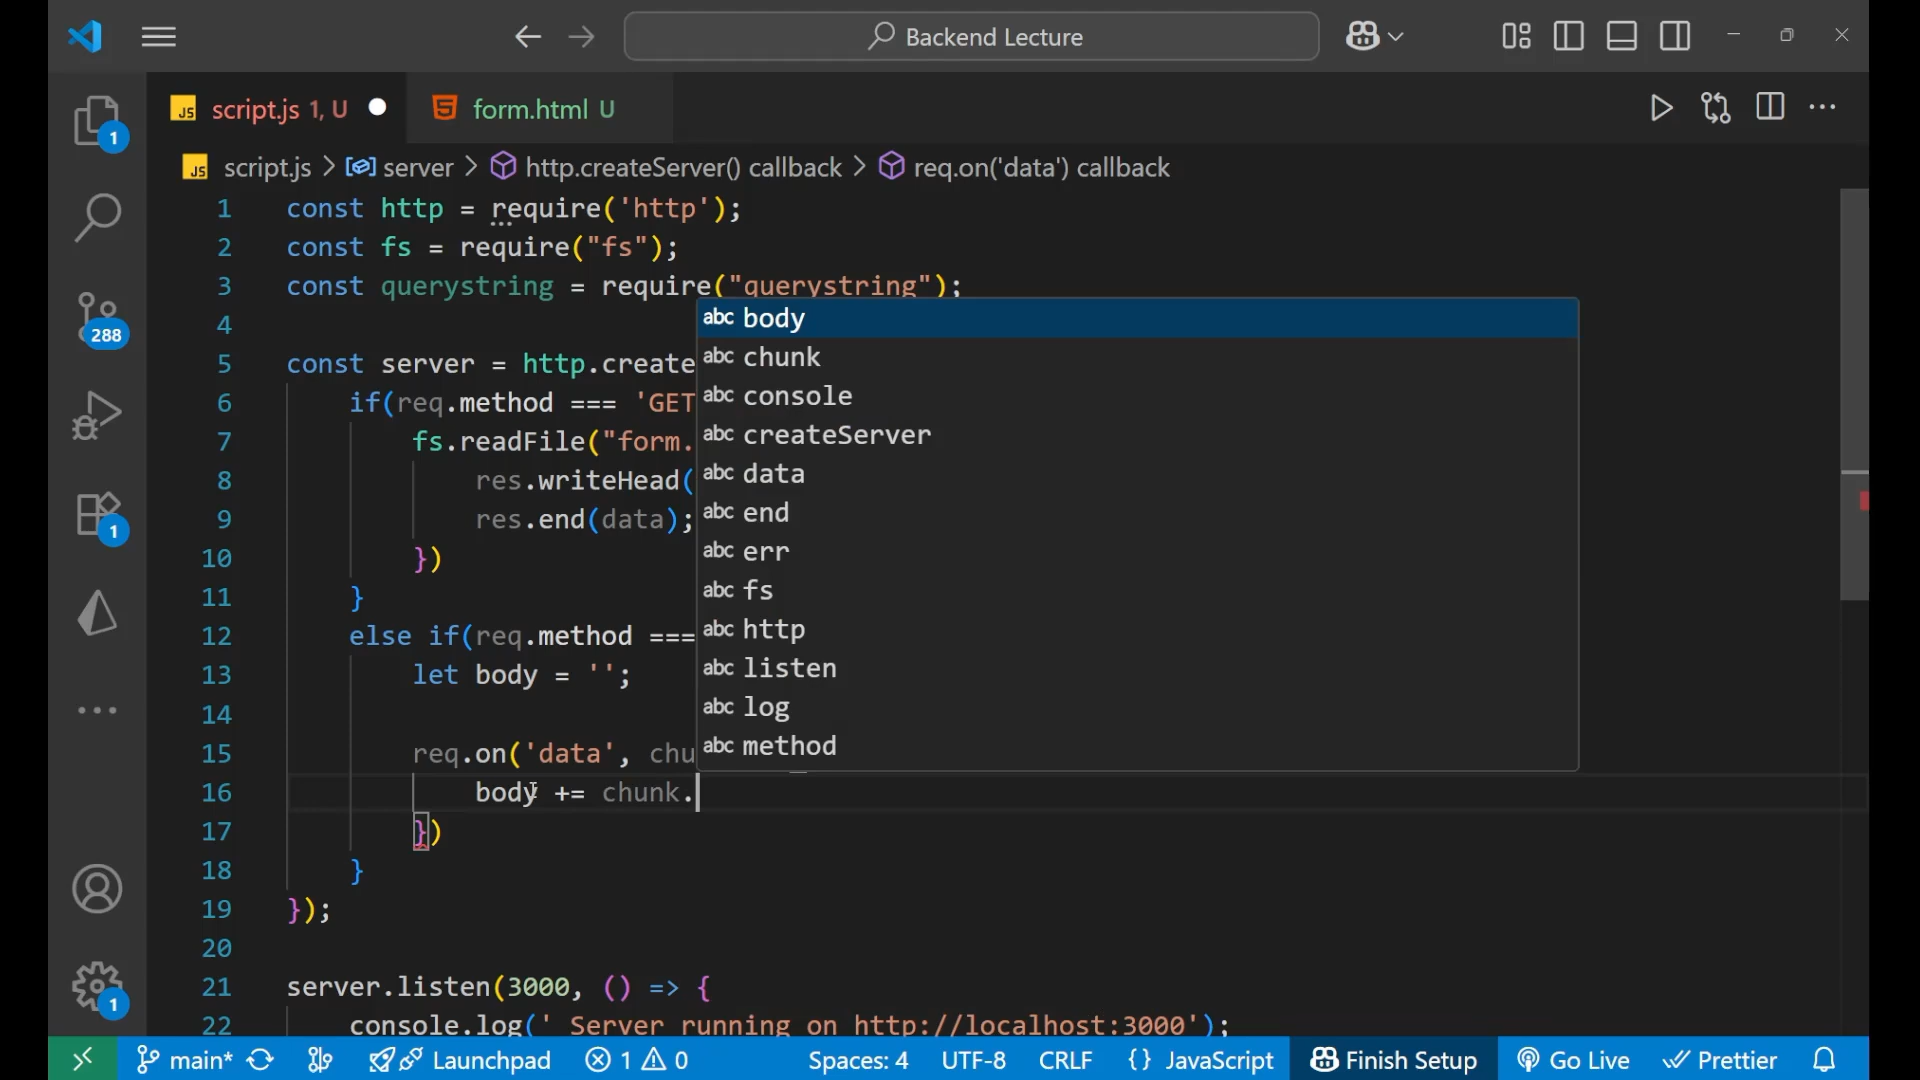 Backend Lecture
JS script.js 1, U
form.html U
JS script.js > server > http.createServer() callback > req.on('data') callback
1 const http = require('http');
2 const fs = require("fs");
3 const querystring = require("querystring");
4
5 const server = http.create
6 if(req.method === 'GET
7 fs.readFile("form.
8 res.writeHead(
9 res.end(data);
10 })
11 }
12 else if(req.method ===
13 let body = '';
14
15 req.on('data', chu
16 body += chunk.
17 })
18 }
19 });
20
21 server.listen(3000, () => {
22 console.log(' Server running on http://localhost:3000');
abc body
abc chunk
abc console
abc createServer
abc data
abc end
abc err
abc fs
abc http
abc listen
abc log
abc method
1
288
1
1
main* Launchpad 1 0 Spaces: 4 UTF-8 CRLF {} JavaScript Finish Setup Go Live Prettier